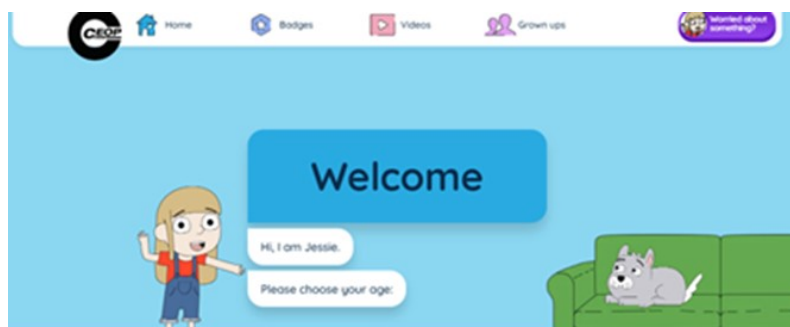 CEOP
Home
Badges
Videos
Grown ups
Worried about
something?
Welcome
Hi, I am Jessie.
Please choose your age: